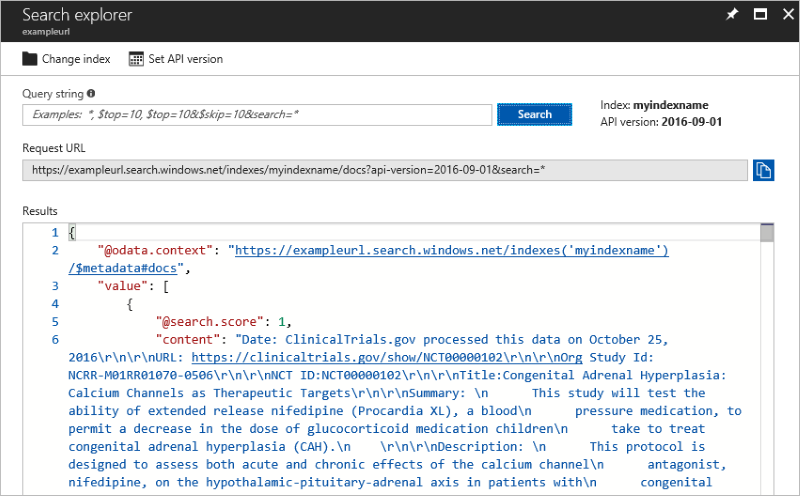 Search explorer
exampleurl
Change index
Set API version
Query string
Examples: *, $top=10, $top=10&$skip=10&search=*
Search
Index: myindexname
API version: 2016-09-01
Request URL
https://exampleurl.search.windows.net/indexes/myindexname/docs?api-version=2016-09-01&search=*
Results
1 {
2 "@odata.context": "https://exampleurl.search.windows.net/indexes('myindexname')
/$metadata#docs",
3 "value": [
4 {
5 "@search.score": 1,
6 "content": "Date: ClinicalTrials.gov processed this data on October 25,
2016\r\n\r\nURL: https://clinicaltrials.gov/show/NCT00000102\r\n\r\nOrg Study Id:
NCRR-M01RR01070-0506\r\n\r\nNCT ID:NCT00000102\r\n\r\nTitle:Congenital Adrenal Hyperplasia:
Calcium Channels as Therapeutic Targets\r\n\r\nSummary: \n This study will test the
ability of extended release nifedipine (Procardia XL), a blood\n pressure medication, to
permit a decrease in the dose of glucocorticoid medication children\n take to treat
congenital adrenal hyperplasia (CAH).\n \r\n\r\nDescription: \n This protocol is
designed to assess both acute and chronic effects of the calcium channel\n antagonist,
nifedipine, on the hypothalamic-pituitary-adrenal axis in patients with\n congenital